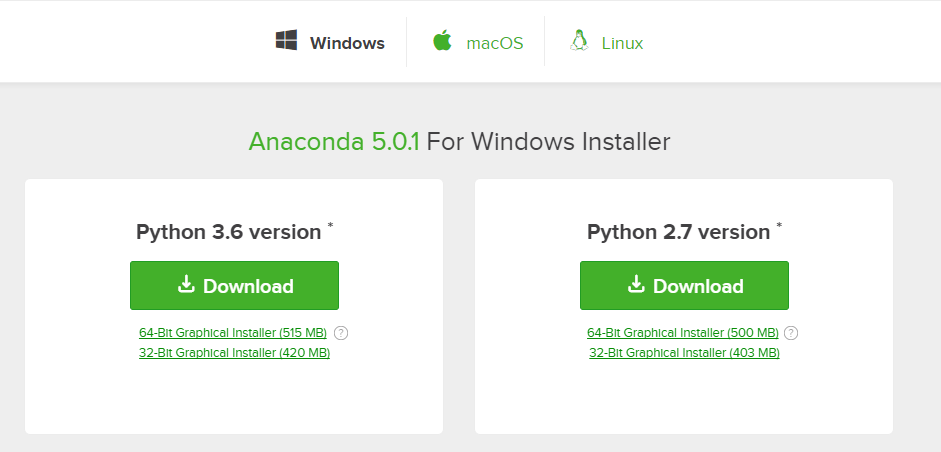 Windows
macOS
Linux
Anaconda 5.0.1 For Windows Installer
Python 3.6 version *
Download
64-Bit Graphical Installer (515 MB) ?
32-Bit Graphical Installer (420 MB)
Python 2.7 version *
Download
64-Bit Graphical Installer (500 MB) ?
32-Bit Graphical Installer (403 MB)